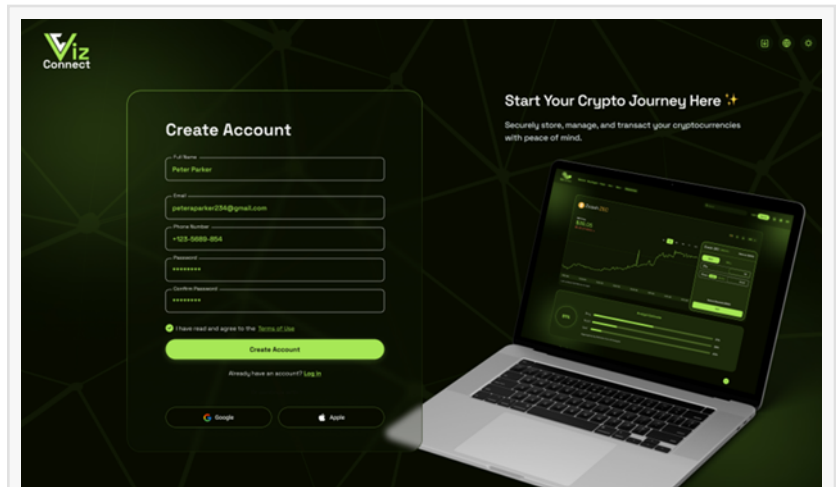 Viz
Connect
Start Your Crypto Journey Here
Securely store, manage, and transact your cryptocurrencies
with peace of mind.
Create Account
Full Name
Peter Parker
Email
peteraparker234@gmail.com
Phone Number
+123-5689-854
Password
********
Confirm Password
********
I have read and agree to the Terms of Use
Create Account
Already have an account? Log in
Google
Apple